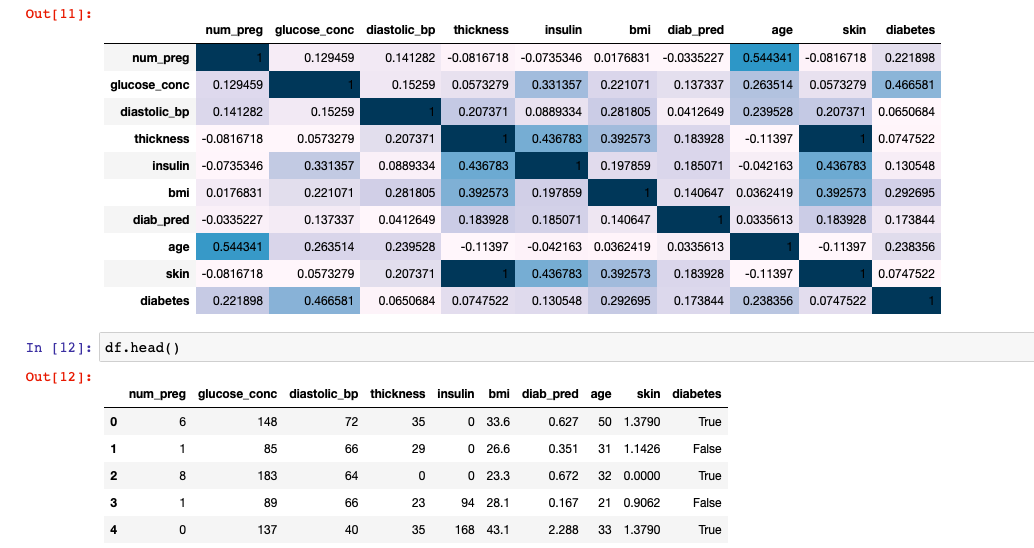 Out[11]:
num_preg glucose_conc diastolic_bp thickness insulin bmi diab_pred age skin diabetes
num_preg 1 0.129459 0.141282 -0.0816718 -0.0735346 0.0176831 -0.0335227 0.544341 -0.0816718 0.221898
glucose_conc 0.129459 1 0.15259 0.0573279 0.331357 0.221071 0.137337 0.263514 0.0573279 0.466581
diastolic_bp 0.141282 0.15259 1 0.207371 0.0889334 0.281805 0.0412649 0.239528 0.207371 0.0650684
thickness -0.0816718 0.0573279 0.207371 1 0.436783 0.392573 0.183928 -0.11397 1 0.0747522
insulin -0.0735346 0.331357 0.0889334 0.436783 1 0.197859 0.185071 -0.042163 0.436783 0.130548
bmi 0.0176831 0.221071 0.281805 0.392573 0.197859 1 0.140647 0.0362419 0.392573 0.292695
diab_pred -0.0335227 0.137337 0.0412649 0.183928 0.185071 0.140647 1 0.0335613 0.183928 0.173844
age 0.544341 0.263514 0.239528 -0.11397 -0.042163 0.0362419 0.0335613 1 -0.11397 0.238356
skin -0.0816718 0.0573279 0.207371 1 0.436783 0.392573 0.183928 -0.11397 1 0.0747522
diabetes 0.221898 0.466581 0.0650684 0.0747522 0.130548 0.292695 0.173844 0.238356 0.0747522 1
In [12]: df.head()
Out[12]:
num_preg glucose_conc diastolic_bp thickness insulin bmi diab_pred age skin diabetes
0 6 148 72 35 0 33.6 0.627 50 1.3790 True
1 1 85 66 29 0 26.6 0.351 31 1.1426 False
2 8 183 64 0 0 23.3 0.672 32 0.0000 True
3 1 89 66 23 94 28.1 0.167 21 0.9062 False
4 0 137 40 35 168 43.1 2.288 33 1.3790 True